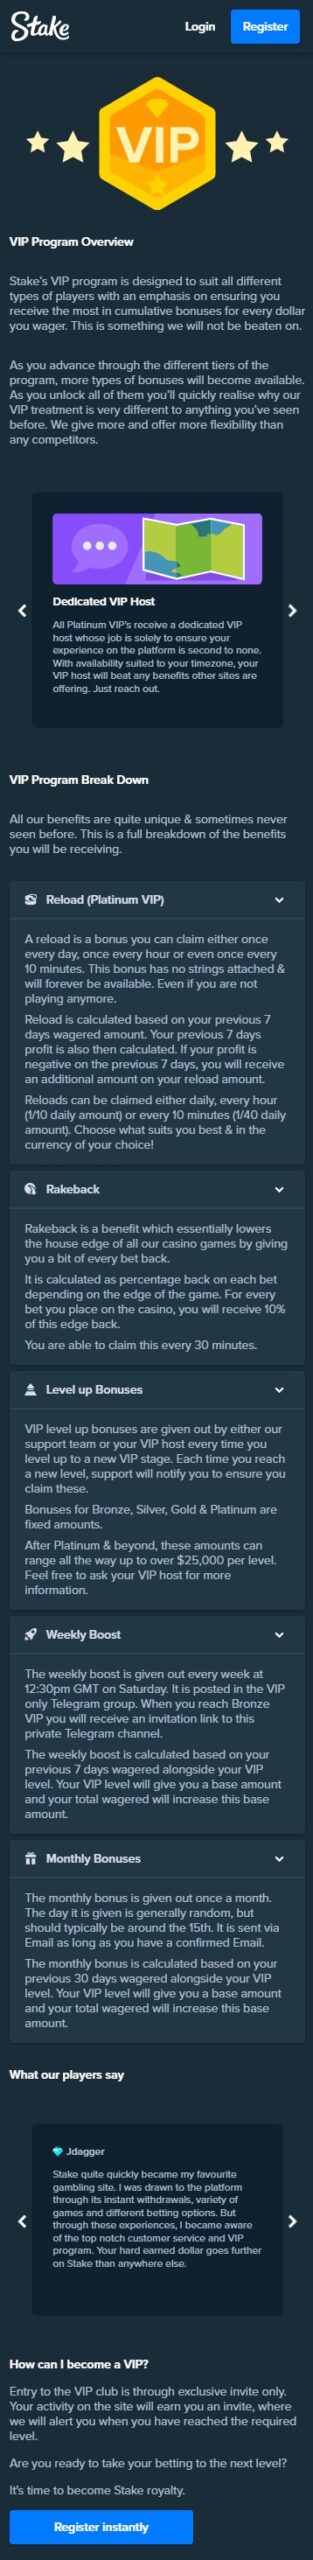 Stake
Login
Register
VIP
VIP Program Overview
Stake's VIP program is designed to suit all different
types of players with an emphasis on ensuring you
receive the most in cumulative bonuses for every dollar
you wager. This is something we will not be beaten on.
As you advance through the different tiers of the
program, more types of bonuses will become available.
As you unlock all of them you'll quickly realise why our
VIP treatment is very different to anything you've seen
before. We give more and offer more flexibility than
any competitors.
Dedicated VIP Host
All Platinum VIP's receive a dedicated VIP
host whose job is solely to ensure your
experience on the platform is second to none.
With availability suited to your timezone, your
VIP host will beat any benefits other sites are
offering. Just reach out.
VIP Program Break Down
All our benefits are quite unique & sometimes never
seen before. This is a full breakdown of the benefits
you will be receiving.
Reload (Platinum VIP)
A reload is a bonus you can claim either once
every day, once every hour or even once every
10 minutes. This bonus has no strings attached &
will forever be available. Even if you are not
playing anymore.
Reload is calculated based on your previous 7
days wagered amount. Your previous 7 days
profit is also then calculated. If your profit is
negative on the previous 7 days, you will receive
an additional amount on your reload amount.
Reloads can be claimed either daily, every hour
(1/10 daily amount) or every 10 minutes (1/40 daily
amount). Choose what suits you best & in the
currency of your choice!
Rakeback
Rakeback is a benefit which essentially lowers
the house edge of all our casino games by giving
you a bit of every bet back.
It is calculated as percentage back on each bet
depending on the edge of the game. For every
bet you place on the casino, you will receive 10%
of this edge back.
You are able to claim this every 30 minutes.
Level up Bonuses
VIP level up bonuses are given out by either our
support team or your VIP host every time you
level up to a new VIP stage. Each time you reach
a new level, support will notify you to ensure you
claim these.
Bonuses for Bronze, Silver, Gold & Platinum are
fixed amounts.
After Platinum & beyond, these amounts can
range all the way up to over $25,000 per level.
Feel free to ask your VIP host for more
information.
Weekly Boost
The weekly boost is given out every week at
12:30pm GMT on Saturday. It is posted in the VIP
only Telegram group. When you reach Bronze
VIP you will receive an invitation link to this
private Telegram channel.
The weekly boost is calculated based on your
previous 7 days wagered alongside your VIP
level. Your VIP level will give you a base amount
and your total wagered will increase this base
amount.
Monthly Bonuses
The monthly bonus is given out once a month.
The day it is given is generally random, but
should typically be around the 15th. It is sent via
Email as long as you have a confirmed Email.
The monthly bonus is calculated based on your
previous 30 days wagered alongside your VIP
level. Your VIP level will give you a base amount
and your total wagered will increase this base
amount.
What our players say
Jdagger
Stake quite quickly became my favourite
gambling site. I was drawn to the platform
through its instant withdrawals, variety of
games and different betting options. But
through these experiences, I became aware
of the top notch customer service and VIP
program. Your hard earned dollar goes further
on Stake than anywhere else.
How can I become a VIP?
Entry to the VIP club is through exclusive invite only.
Your activity on the site will earn you an invite, where
we will alert you when you have reached the required
level.
Are you ready to take your betting to the next level?
It's time to become Stake royalty.
Register instantly